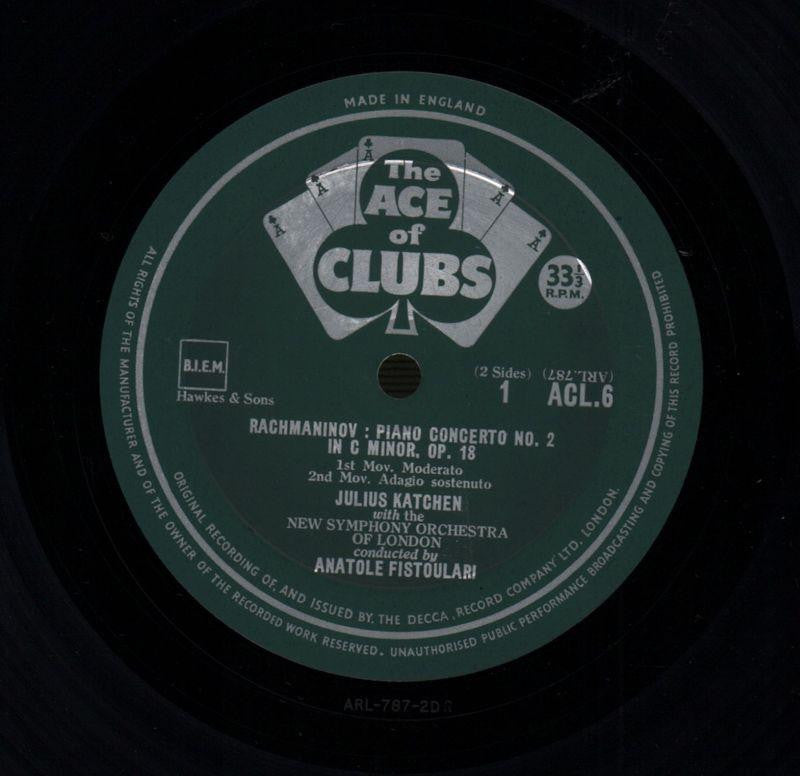 MADE IN ENGLAND
A
A
A
A
A
The
ACE
of
CLUBS
33⅓
R.P.M.
B.I.E.M.
Hawkes & Sons
(2 Sides) (ARL.787)
1 ACL.6
RACHMANINOV : PIANO CONCERTO NO. 2
IN C MINOR, OP. 18
1st Mov. Moderato
2nd Mov. Adagio sostenuto
JULIUS KATCHEN
with the
NEW SYMPHONY ORCHESTRA
OF LONDON
conducted by
ANATOLE FISTOULARI
ORIGINAL RECORDING OF, AND ISSUED BY, THE DECCA RECORD COMPANY LTD, LONDON.
ALL RIGHTS OF THE MANUFACTURER AND OF THE OWNER OF THE RECORDED WORK RESERVED. UNAUTHORISED PUBLIC PERFORMANCE BROADCASTING AND COPYING OF THIS RECORD PROHIBITED
ARL-787-2D